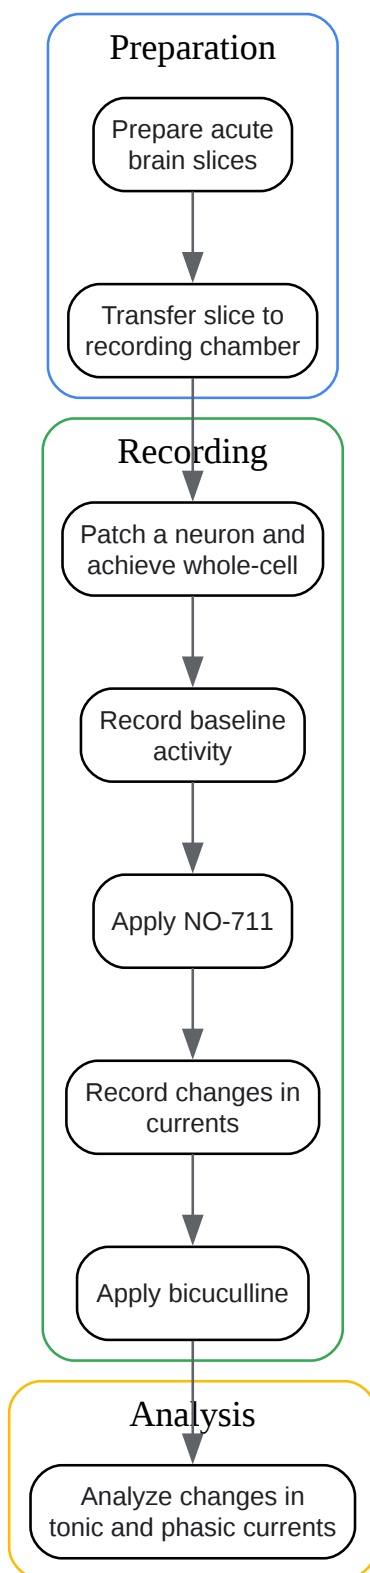 Preparation
Prepare acute
brain slices
Transfer slice to
recording chamber
Recording
Patch a neuron and
achieve whole-cell
Record baseline
activity
Apply NO-711
Record changes in
currents
Apply bicuculline
Analysis
Analyze changes in
tonic and phasic currents